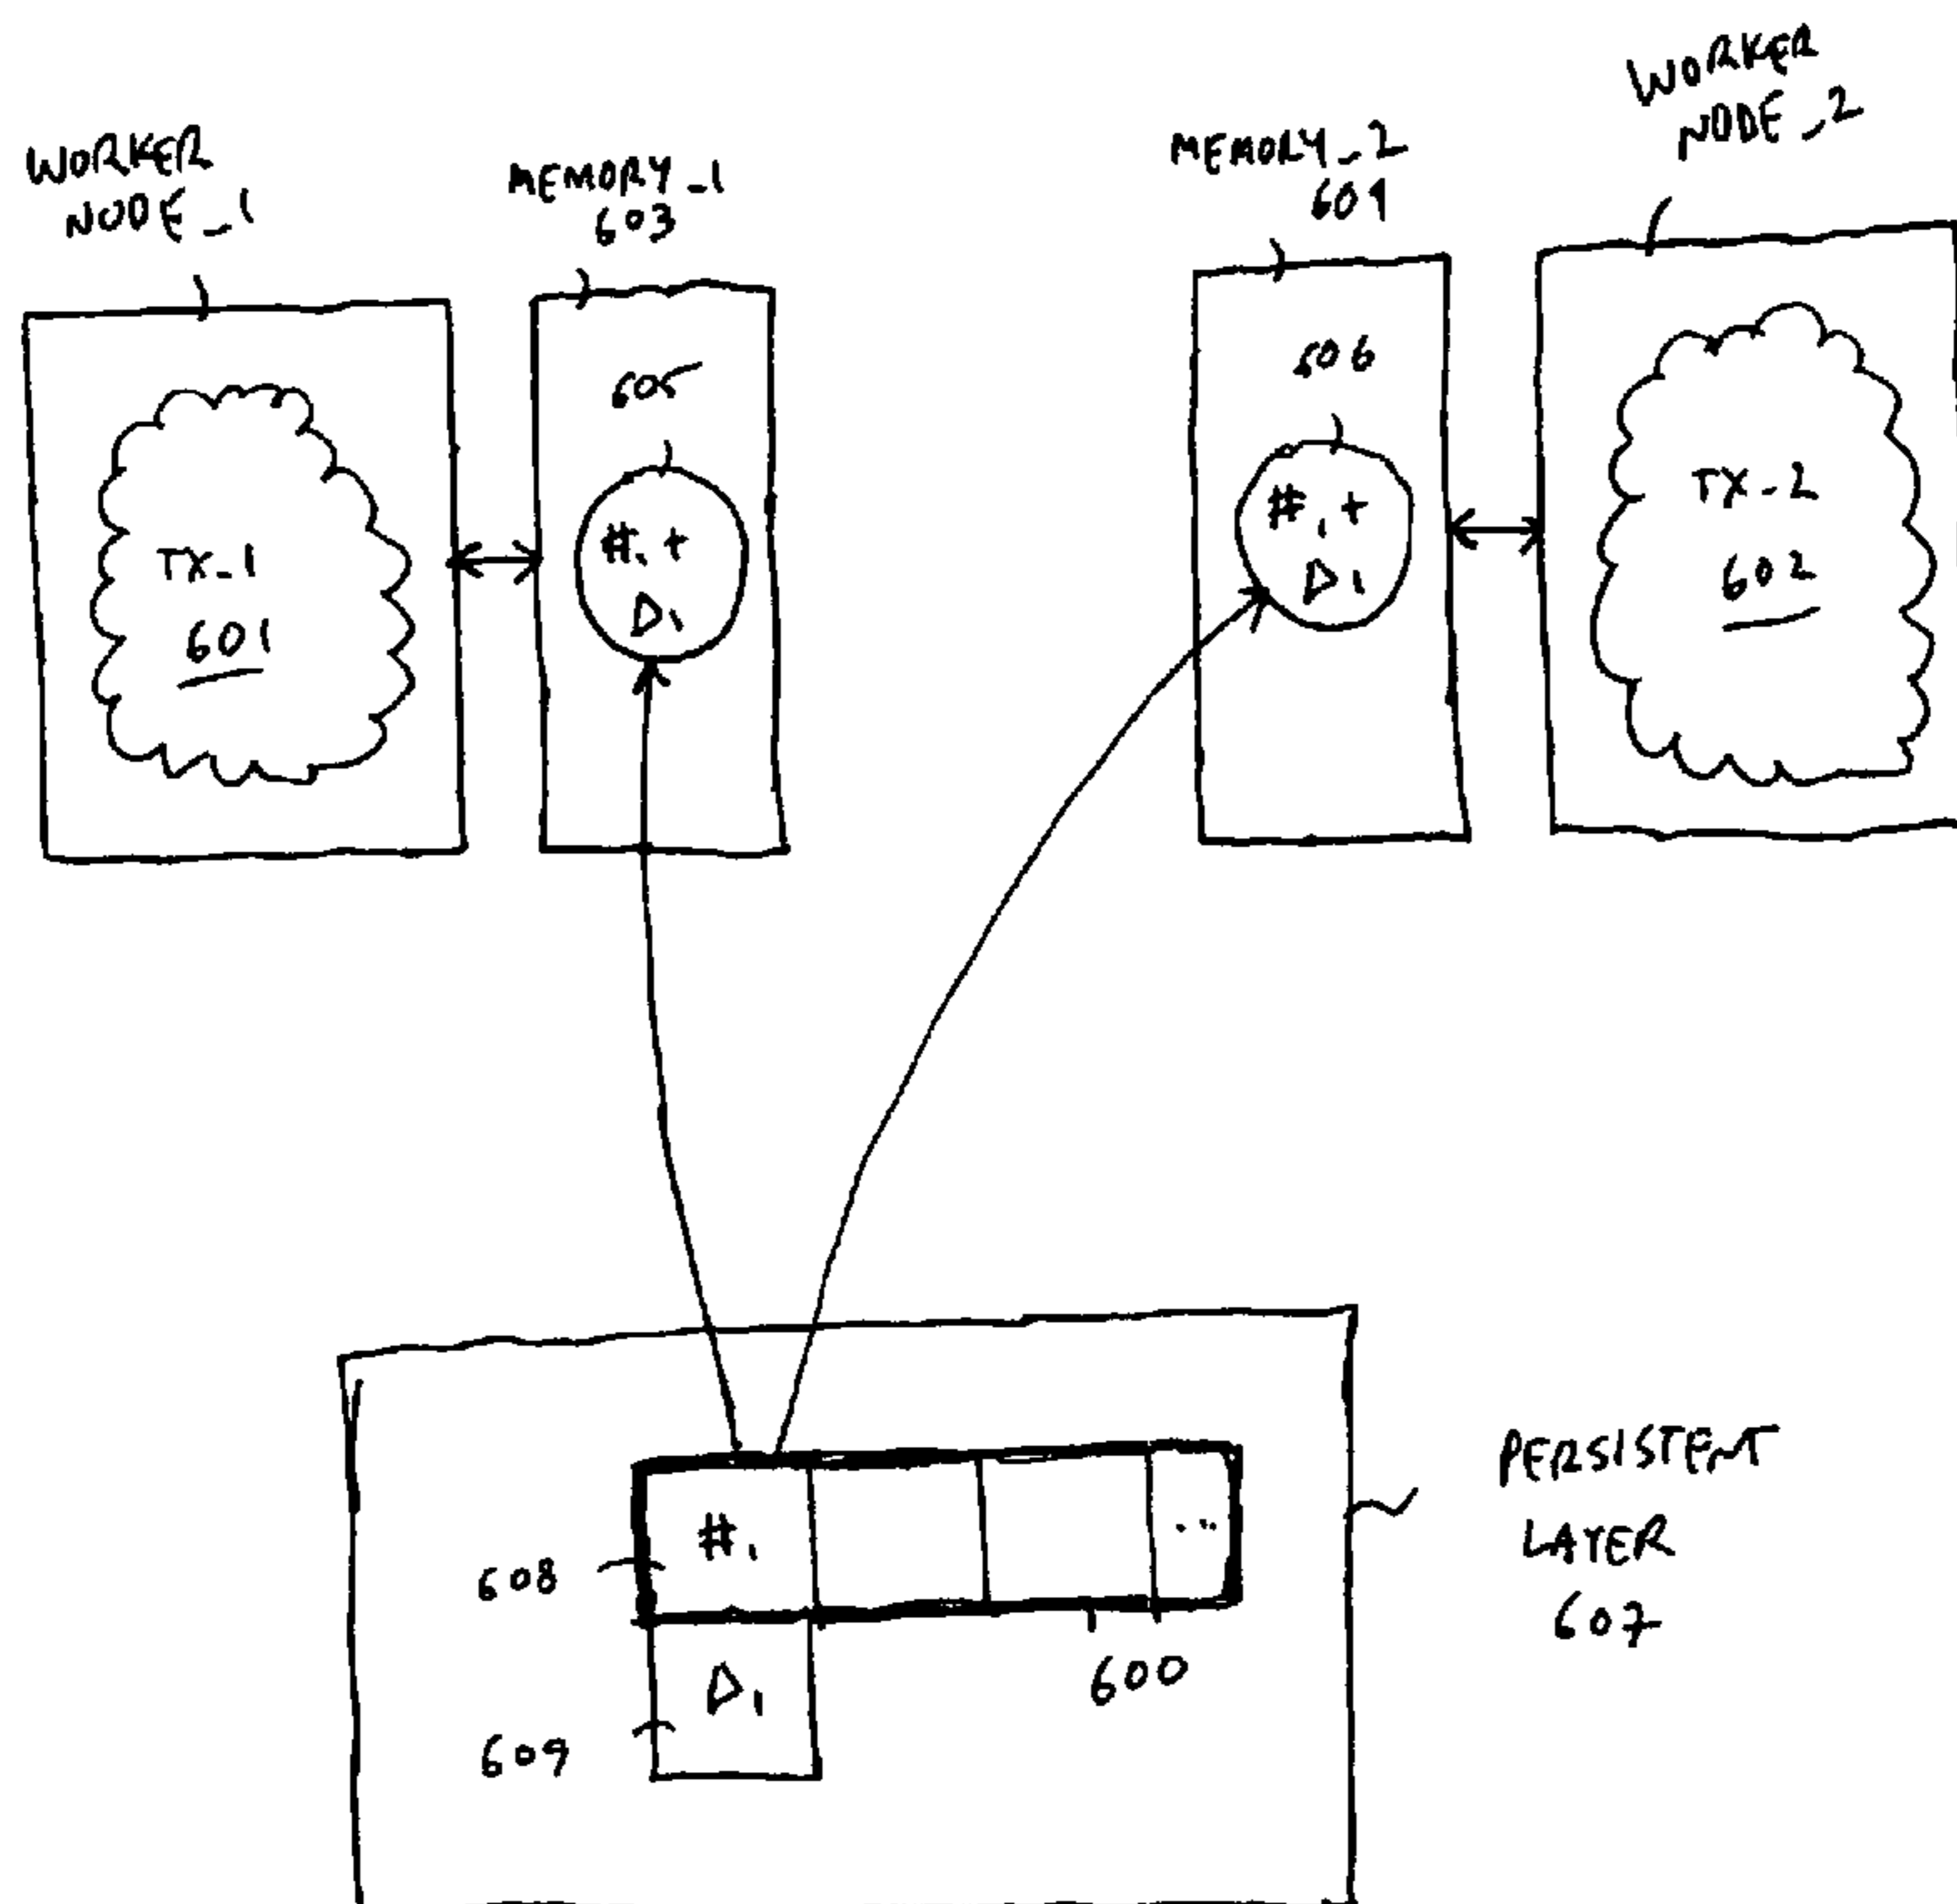 WORKER
NODE_1
MEMORY_1
603
MEMORY_2
604
WORKER
NODE_2
605
606
#1+
D1
#1+
D1
TX_1
601
TX_2
602
#1
...
608
D1
609
600
PERSISTENT
LAYER
607